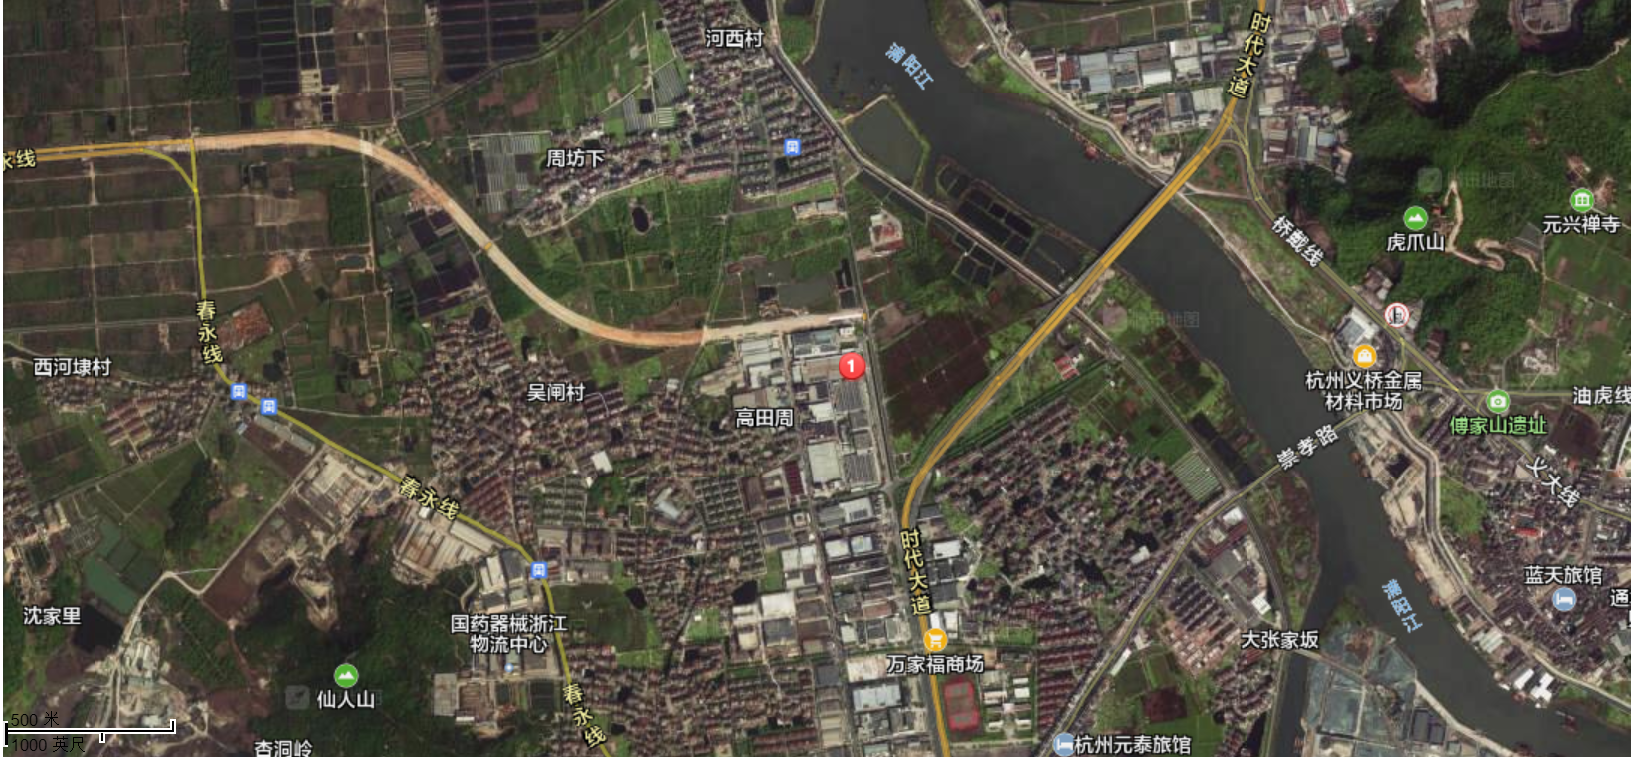 河西村
浦阳江
时代大道
永线
周坊下
虎爪山
元兴禅寺
桥戴线
春永线
西河埭村
吴闸村
高田周
1
杭州义桥金属
材料市场
油虎线
傅家山遗址
崇孝路
义大线
春永线
时代大道
蓝天旅馆
浦阳江
沈家里
国药器械浙江
物流中心
大张家坂
万家福商场
仙人山
春永线
500 米
1000 英尺
杏洞岭
杭州元泰旅馆